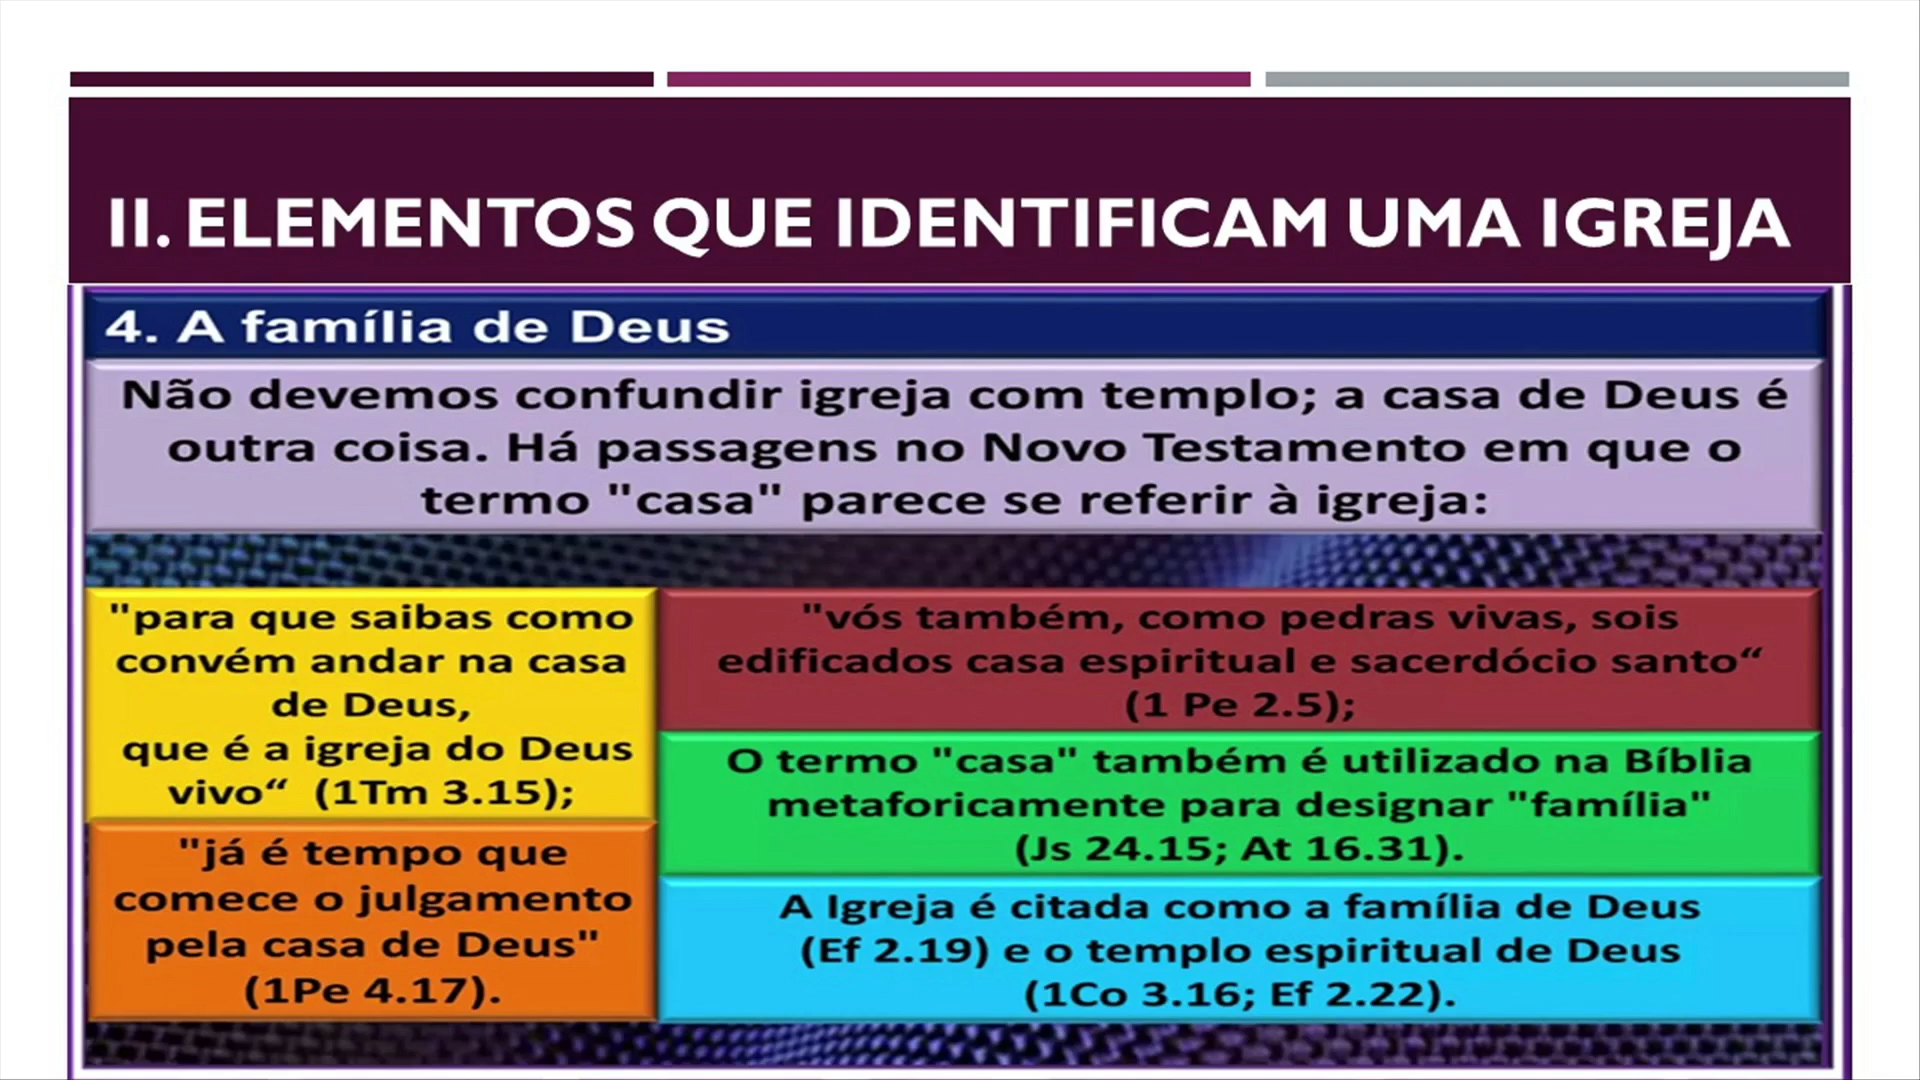 II. ELEMENTOS QUE IDENTIFICAM UMA IGREJA
4. A família de Deus
Não devemos confundir igreja com templo; a casa de Deus é
outra coisa. Há passagens no Novo Testamento em que o
termo "casa" parece se referir à igreja:
"para que saibas como
convém andar na casa
de Deus,
que é a igreja do Deus
vivo“ (1Tm 3.15);
"já é tempo que
comece o julgamento
pela casa de Deus"
(1Pe 4.17).
"vós também, como pedras vivas, sois
edificados casa espiritual e sacerdócio santo“
(1 Pe 2.5);
O termo "casa" também é utilizado na Bíblia
metaforicamente para designar "família"
(Js 24.15; At 16.31).
A Igreja é citada como a família de Deus
(Ef 2.19) e o templo espiritual de Deus
(1Co 3.16; Ef 2.22).